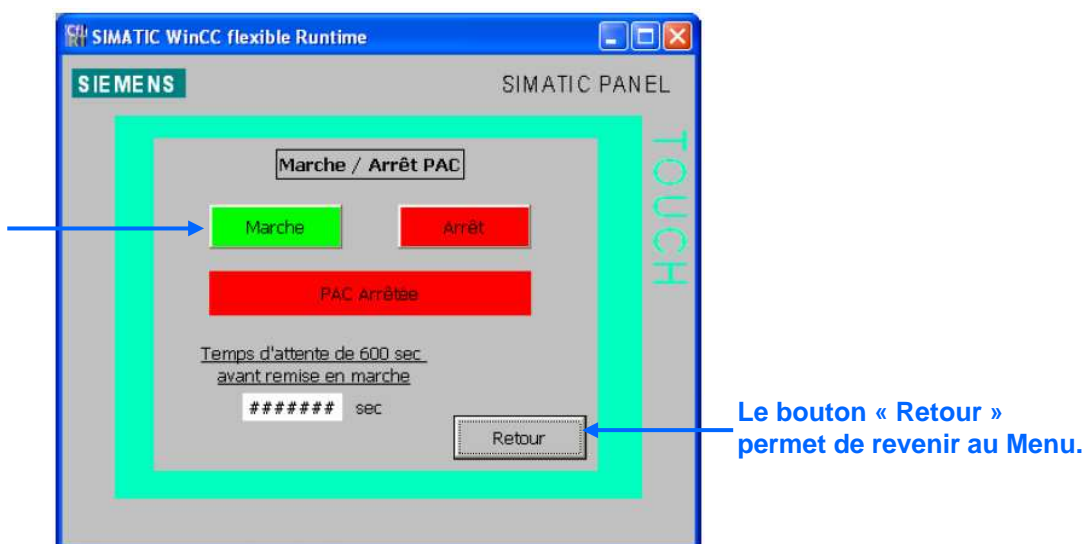 SIMATIC WinCC flexible Runtime
SIEMENS
SIMATIC PANEL
TOUCH
Marche / Arrêt PAC
Marche
Arrêt
PAC Arrêtée
Temps d'attente de 600 sec
avant remise en marche
####### sec
Retour
Le bouton « Retour »
permet de revenir au Menu.